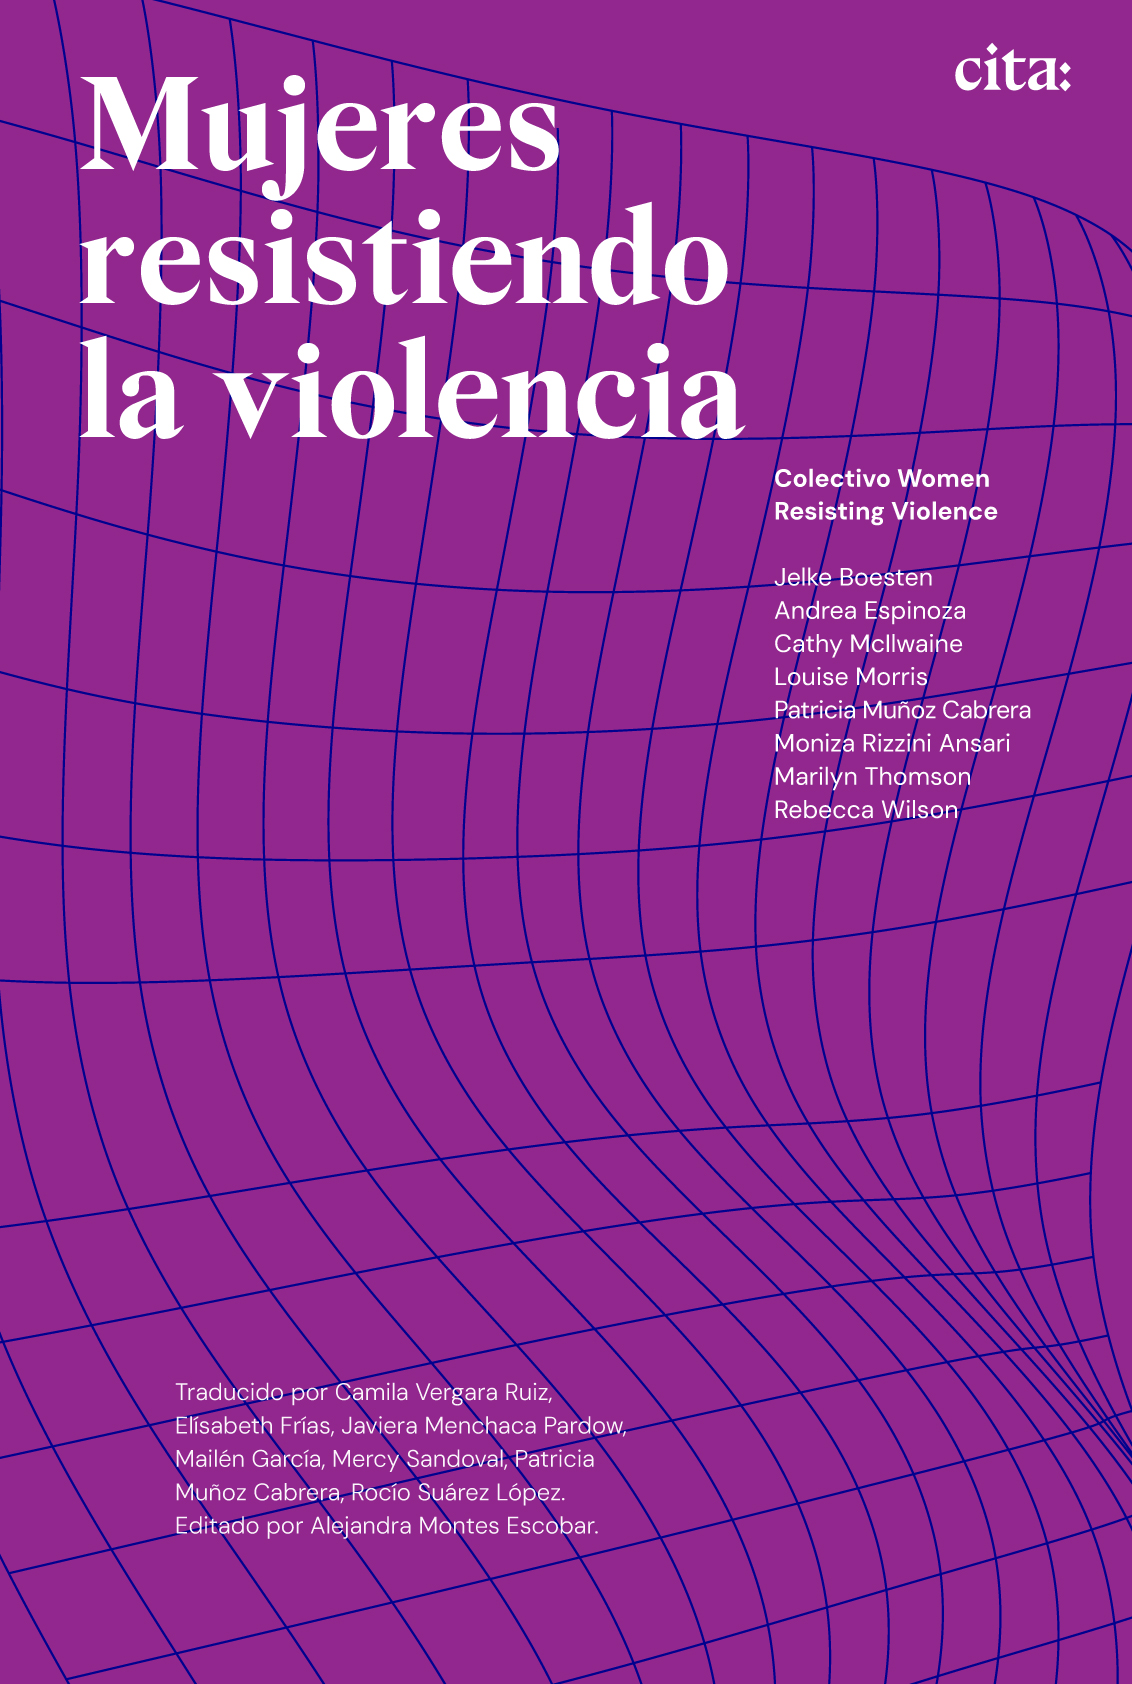 cita:
Mujeres
resistiendo
la violencia
Colectivo Women
Resisting Violence
Jelke Boesten
Andrea Espinoza
Cathy McIlwaine
Louise Morris
Patricia Muñoz Cabrera
Moniza Rizzini Ansari
Marilyn Thomson
Rebecca Wilson
Traducido por Camila Vergara Ruiz,
Elísabeth Frías, Javiera Menchaca Pardow,
Mailén García, Mercy Sandoval, Patricia
Muñoz Cabrera, Rocío Suárez López.
Editado por Alejandra Montes Escobar.